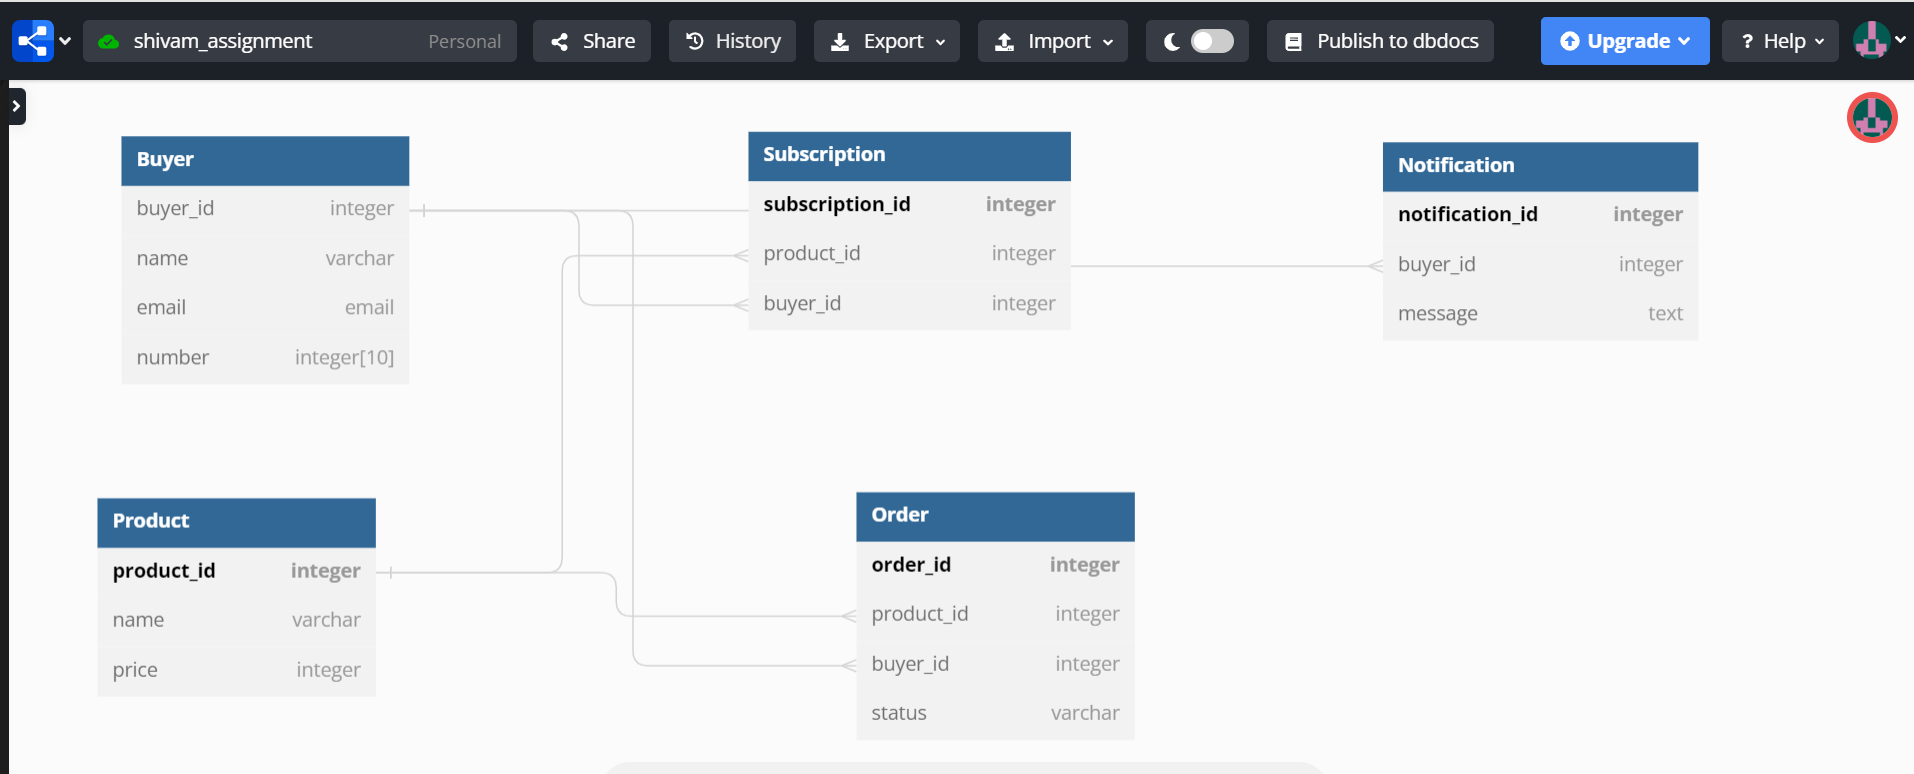 shivam_assignment Personal Share History Export Import Publish to dbdocs Upgrade ? Help
Buyer
buyer_id integer
name varchar
email email
number integer[10]
Subscription
subscription_id integer
product_id integer
buyer_id integer
Notification
notification_id integer
buyer_id integer
message text
Product
product_id integer
name varchar
price integer
Order
order_id integer
product_id integer
buyer_id integer
status varchar